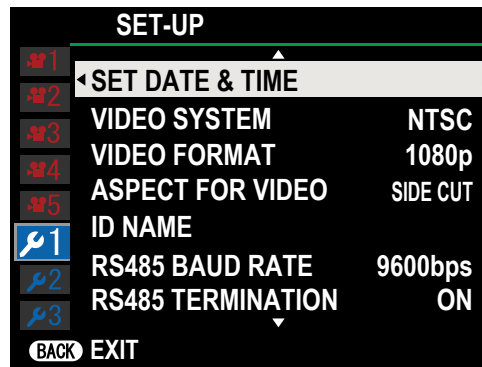 SET-UP
1
SET DATE & TIME
2
VIDEO SYSTEM NTSC
3
VIDEO FORMAT 1080p
4
ASPECT FOR VIDEO SIDE CUT
5
ID NAME
1
RS485 BAUD RATE 9600bps
2
RS485 TERMINATION ON
3
BACK EXIT